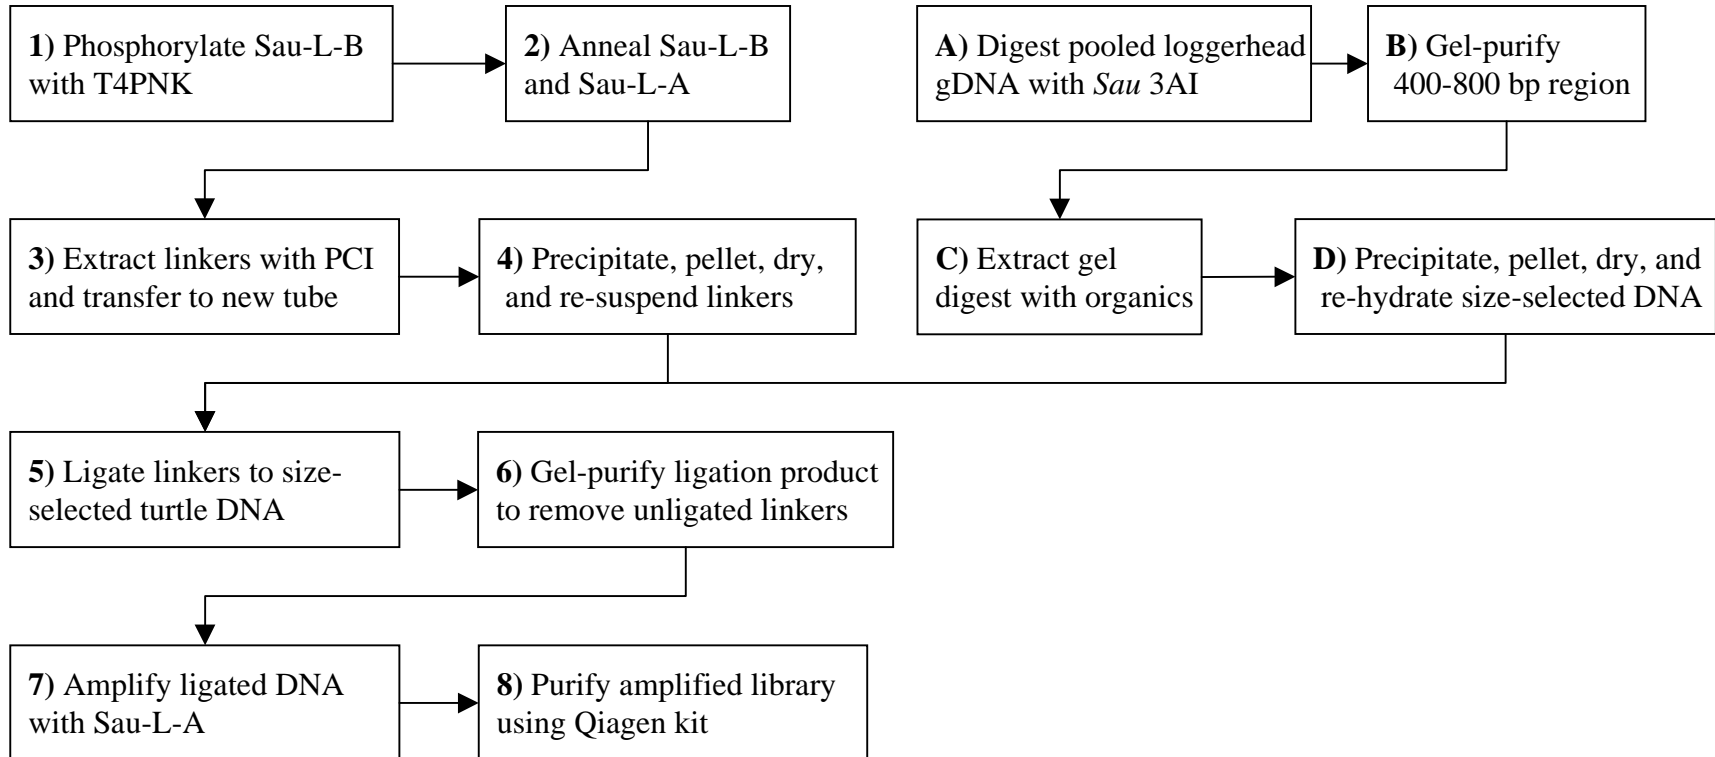 1) Phosphorylate Sau-L-B
with T4PNK
2) Anneal Sau-L-B
and Sau-L-A
A) Digest pooled loggerhead
gDNA with Sau 3AI
B) Gel-purify
400-800 bp region
3) Extract linkers with PCI
and transfer to new tube
4) Precipitate, pellet, dry,
and re-suspend linkers
C) Extract gel
digest with organics
D) Precipitate, pellet, dry, and
re-hydrate size-selected DNA
5) Ligate linkers to size-
selected turtle DNA
6) Gel-purify ligation product
to remove unligated linkers
7) Amplify ligated DNA
with Sau-L-A
8) Purify amplified library
using Qiagen kit